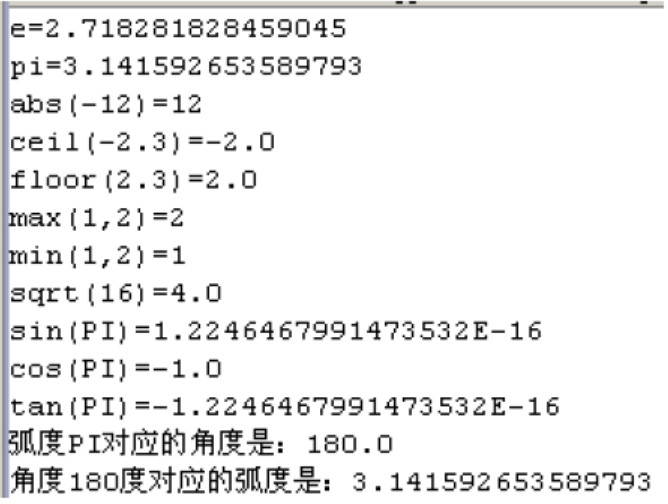 e=2.718281828459045
pi=3.141592653589793
abs(-12)=12
ceil(-2.3)=-2.0
floor(2.3)=2.0
max(1,2)=2
min(1,2)=1
sqrt(16)=4.0
sin(PI)=1.2246467991473532E-16
cos(PI)=-1.0
tan(PI)=-1.2246467991473532E-16
弧度PI对应的角度是：180.0
角度180度对应的弧度是：3.141592653589793